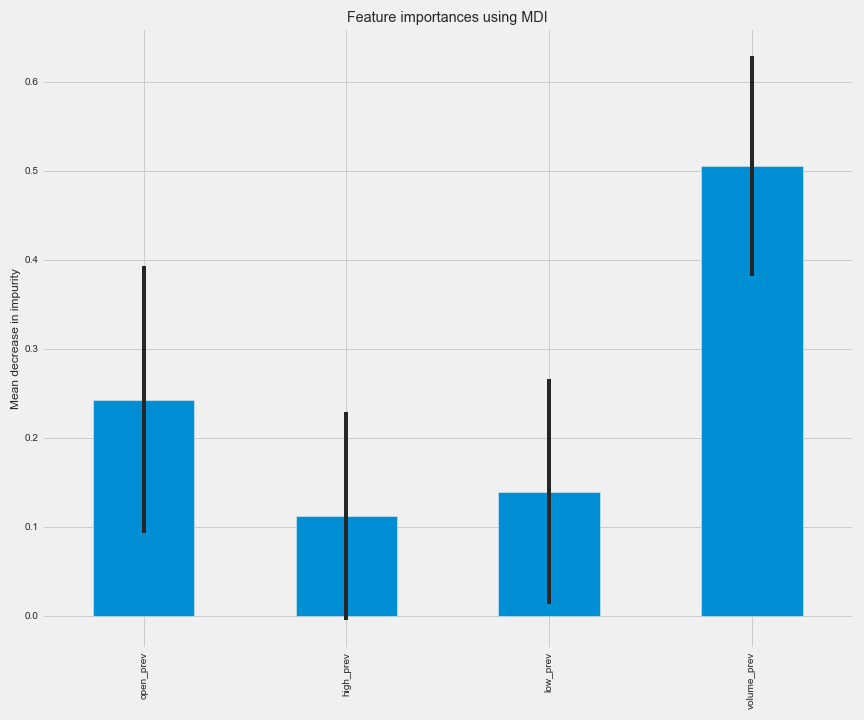 Feature importances using MDI
Mean decrease in impurity
0.6
0.5
0.4
0.3
0.2
0.1
0.0
open_prev
high_prev
low_prev
volume_prev